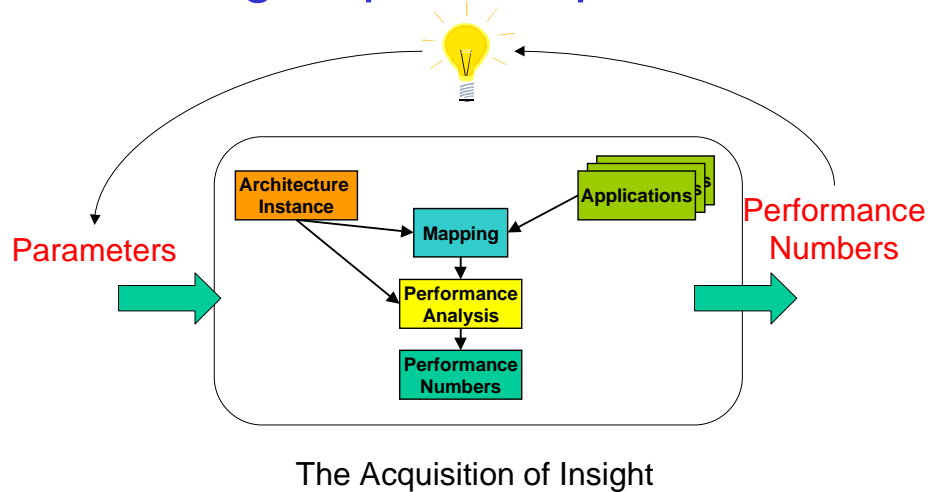 Architecture
Instance
Applications
Mapping
Performance
Numbers
Parameters
Performance
Analysis
Performance
Numbers
The Acquisition of Insight